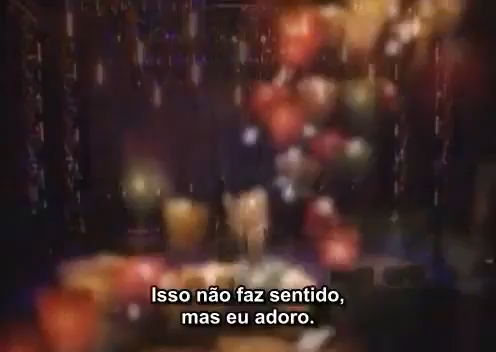 Isso não faz sentido,
mas eu adoro.